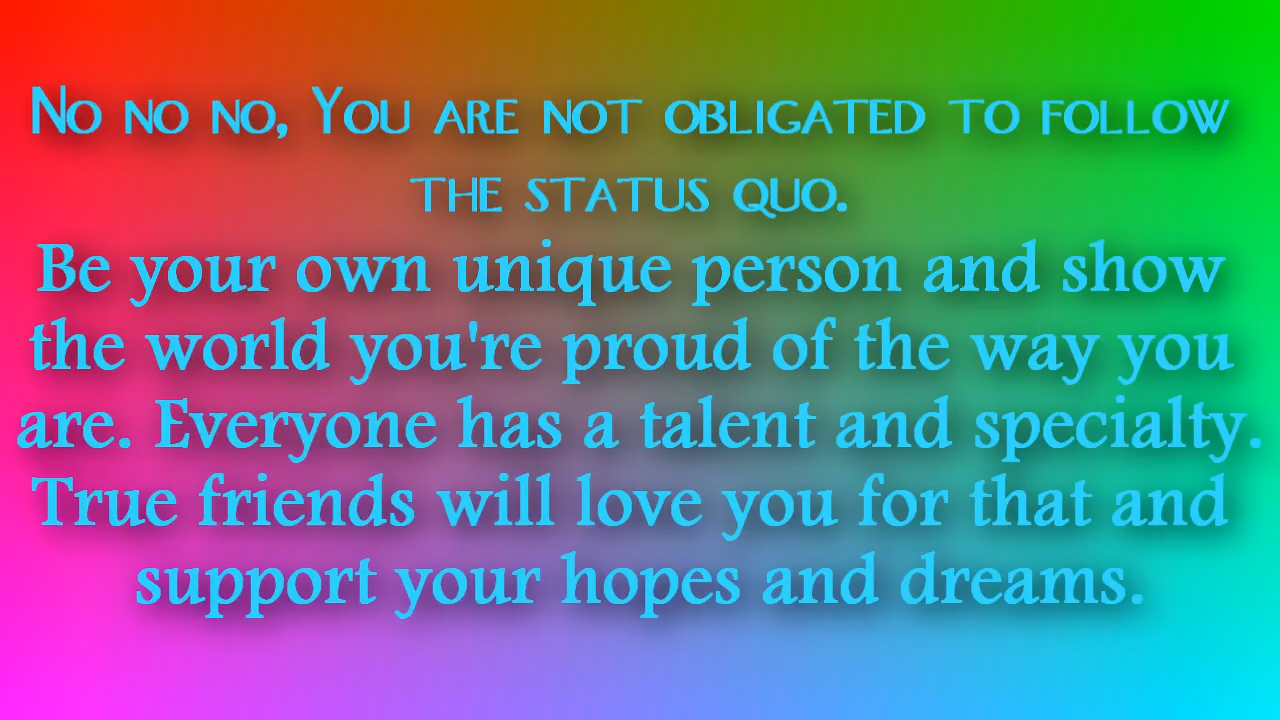 No no no, You are not obligated to follow
the status quo.
Be your own unique person and show
the world you're proud of the way you
are. Everyone has a talent and specialty.
True friends will love you for that and
support your hopes and dreams.